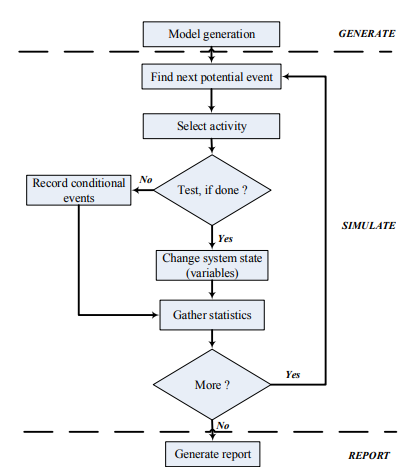 Model generation
GENERATE
Find next potential event
Select activity
Test, if done ?
No
Record conditional
events
Yes
SIMULATE
Change system state
(variables)
Gather statistics
More ?
Yes
No
Generate report
REPORT